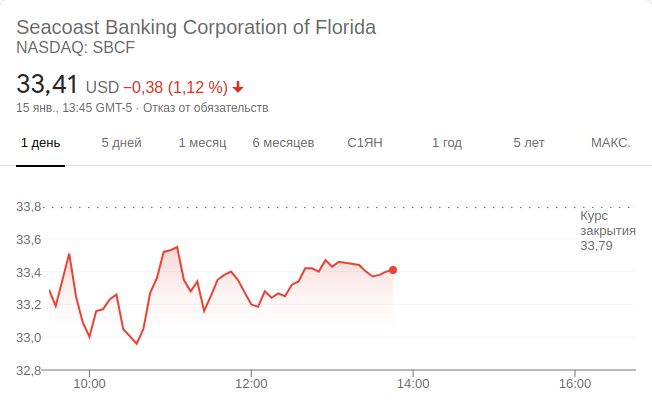 Seacoast Banking Corporation of Florida
NASDAQ: SBCF
33,41 USD −0,38 (1,12 %)
15 янв., 13:45 GMT-5 · Отказ от обязательств
1 день 5 дней 1 месяц 6 месяцев С1ЯН 1 год 5 лет МАКС.
33,8
Курс
закрытия
33,79
33,6
33,4
33,2
33,0
32,8
10:00 12:00 14:00 16:00